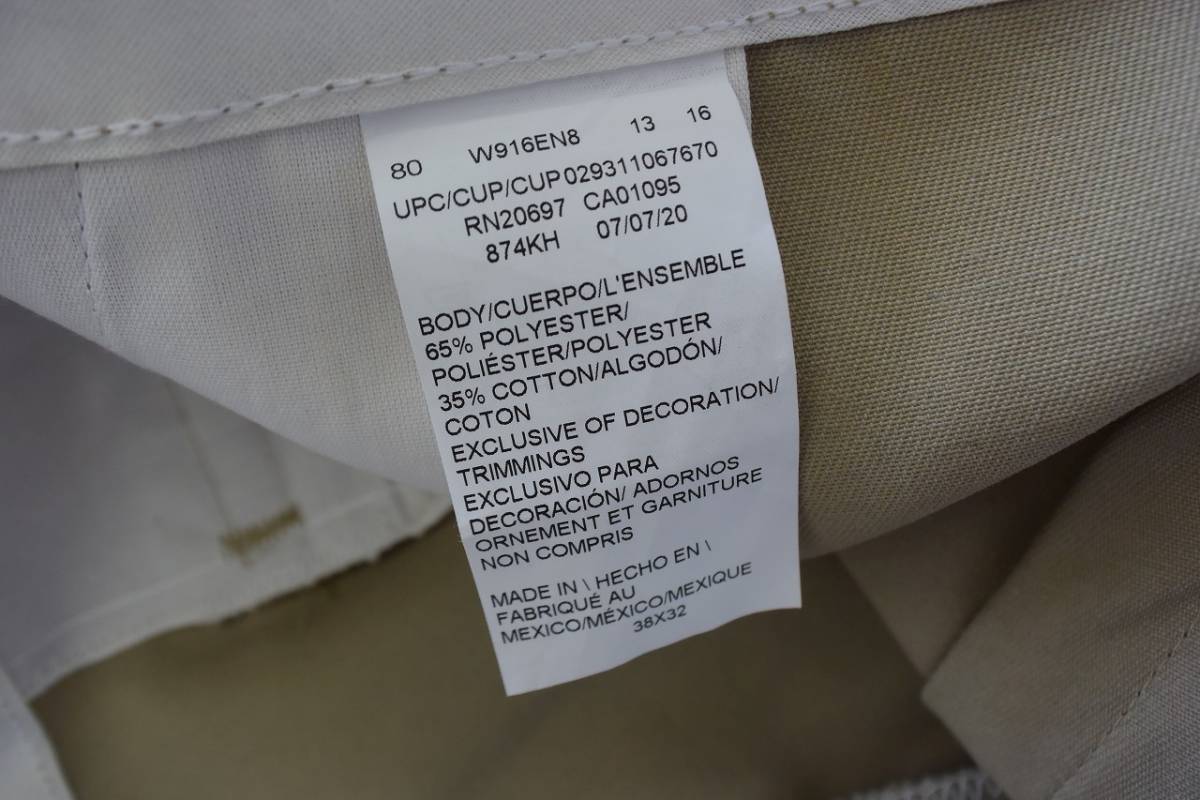 80 W916EN8 13 16
UPC/CUP/CUP029311067670
RN20697 CA01095
874KH 07/07/20
BODY/CUERPO/L'ENSEMBLE
65% POLYESTER/
POLIÉSTER/POLYESTER
35% COTTON/ALGODÓN/
COTON
EXCLUSIVE OF DECORATION/
TRIMMINGS
EXCLUSIVO PARA
DECORACIÓN/ ADORNOS
ORNEMENT ET GARNITURE
NON COMPRIS
MADE IN \ HECHO EN \
FABRIQUÉ AU
MEXICO/MÉXICO/MEXIQUE
38X32